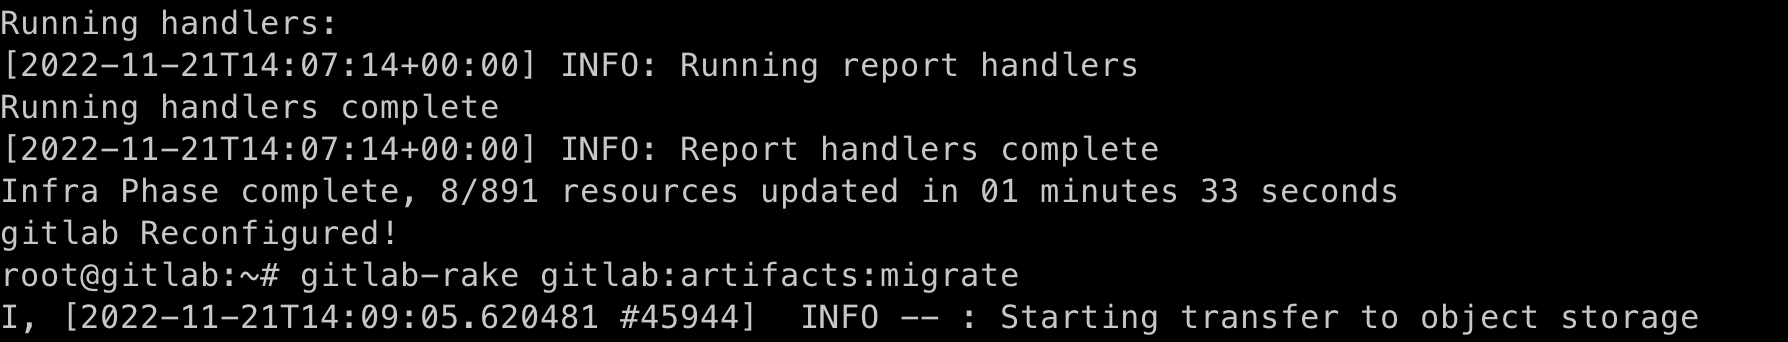 Running handlers:
[2022-11-21T14:07:14+00:00] INFO: Running report handlers
Running handlers complete
[2022-11-21T14:07:14+00:00] INFO: Report handlers complete
Infra Phase complete, 8/891 resources updated in 01 minutes 33 seconds
gitlab Reconfigured!
root@gitlab:~# gitlab-rake gitlab:artifacts:migrate
I, [2022-11-21T14:09:05.620481 #45944]  INFO -- : Starting transfer to object storage